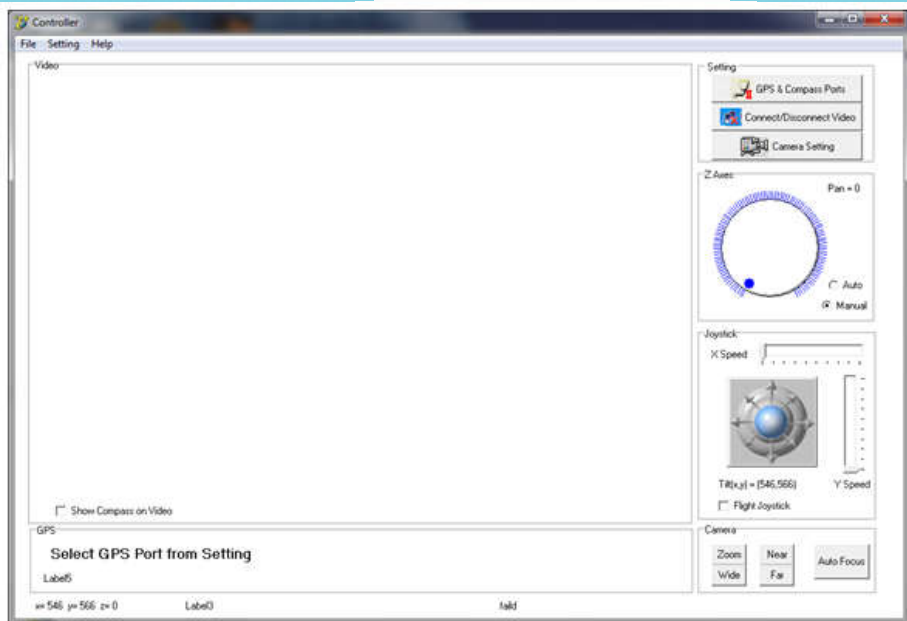 Controller
File Setting Help
Video
Show Compass on Video
GPS
Select GPS Port from Setting
Label5
x= 546 y= 566 z= 0 Label3 faild
Setting
GPS & Compass Ports
Connect/Disconnect Video
Camera Setting
Z Axes
Pan = 0
Auto
Manual
Joystick
X Speed
Tilt(x,y) = (546,566) Y Speed
Flight Joystick
Camera
Zoom Near Auto Focus
Wide Far